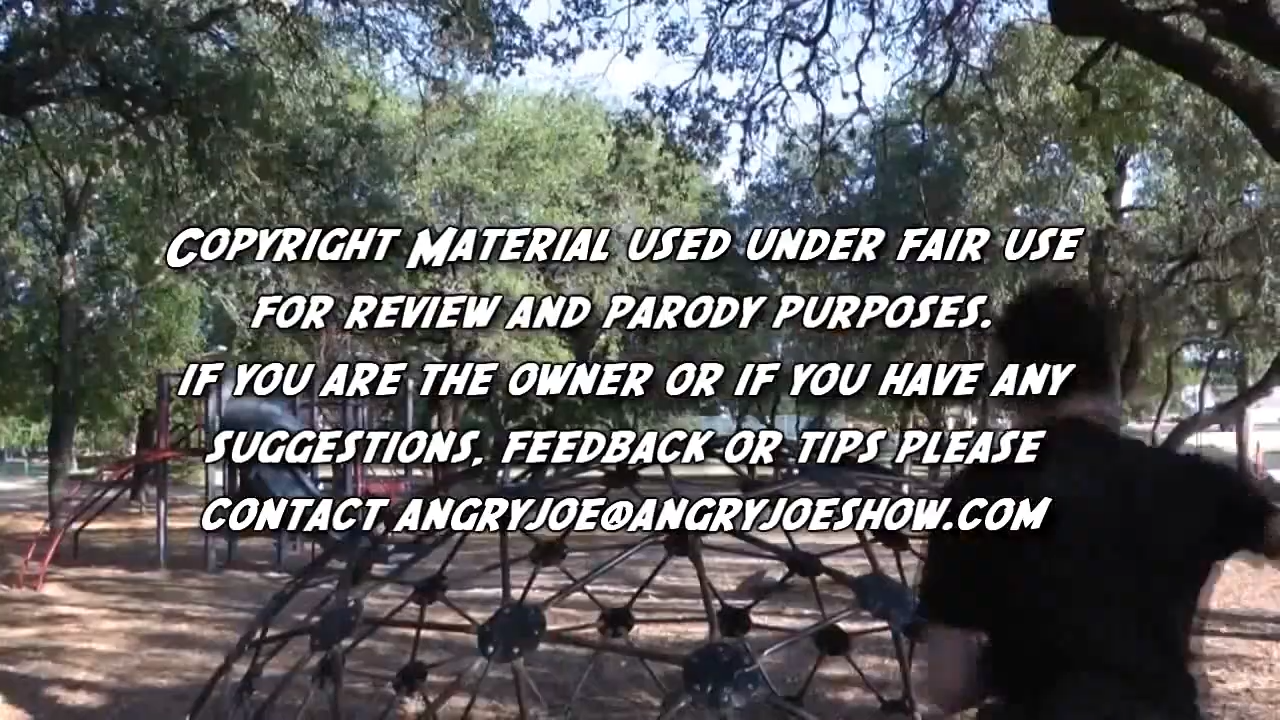 Copyright Material used under fair use
for review and parody purposes.
if you are the owner or if you have any
suggestions, feedback or tips please
contact angryjoe@angryjoeshow.com